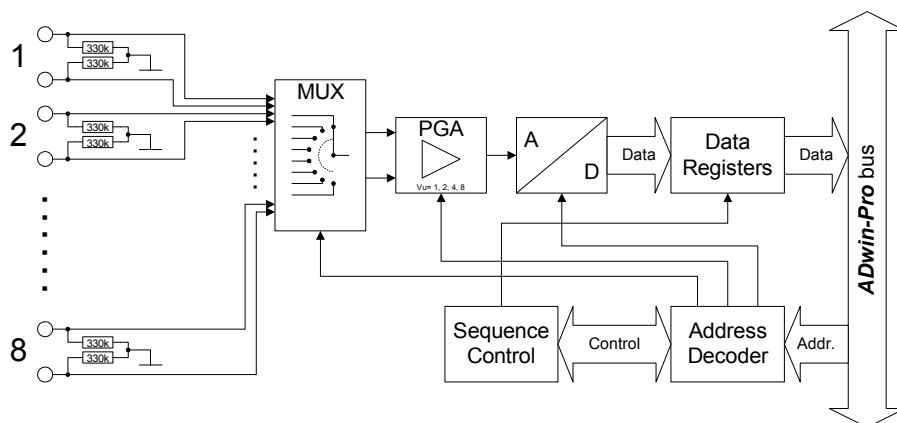 1
330k
330k
2
330k
330k
8
330k
330k
MUX
PGA
Vu= 1, 2, 4, 8
A
D
Data
Data
Registers
Data
Sequence
Control
Control
Address
Decoder
Addr.
ADwin-Pro bus